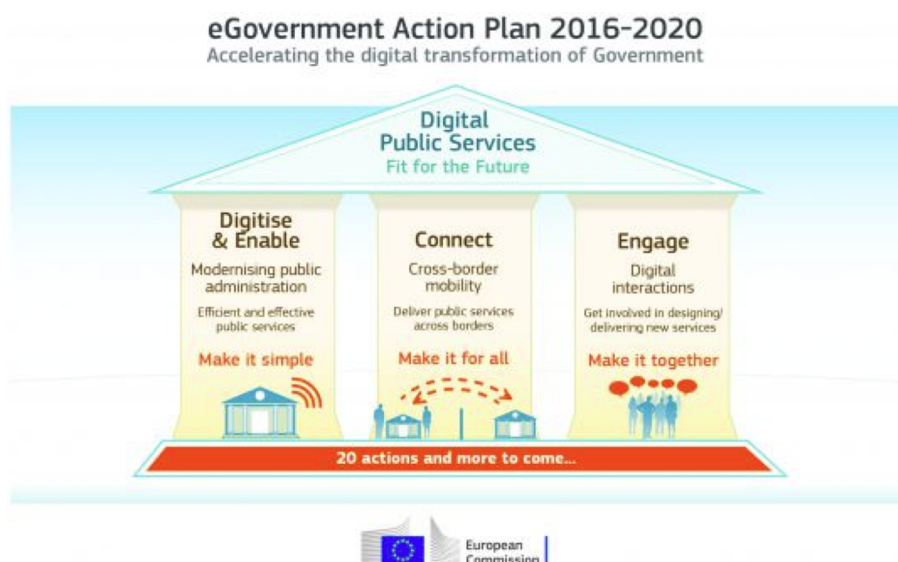 eGovernment Action Plan 2016-2020
Accelerating the digital transformation of Government
Digital
Public Services
Fit for the Future
Digitise
& Enable
Modernising public
administration
Efficient and effective
public services
Make it simple
Connect
Cross-border
mobility
Deliver public services
across borders
Make it for all
Engage
Digital
interactions
Get involved in designing/
delivering new services
Make it together
20 actions and more to come...
European
Commission